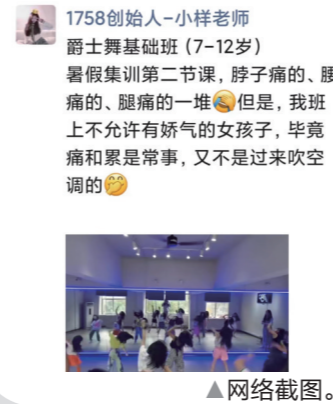 1758创始人-小样老师
爵士舞基础班 (7-12岁)
暑假集训第二节课, 脖子痛的、腰
痛的、腿痛的一堆😂但是, 我班
上不允许有娇气的女孩子, 毕竟
痛和累是常事, 又不是过来吹空
调的🤭
▲网络截图。